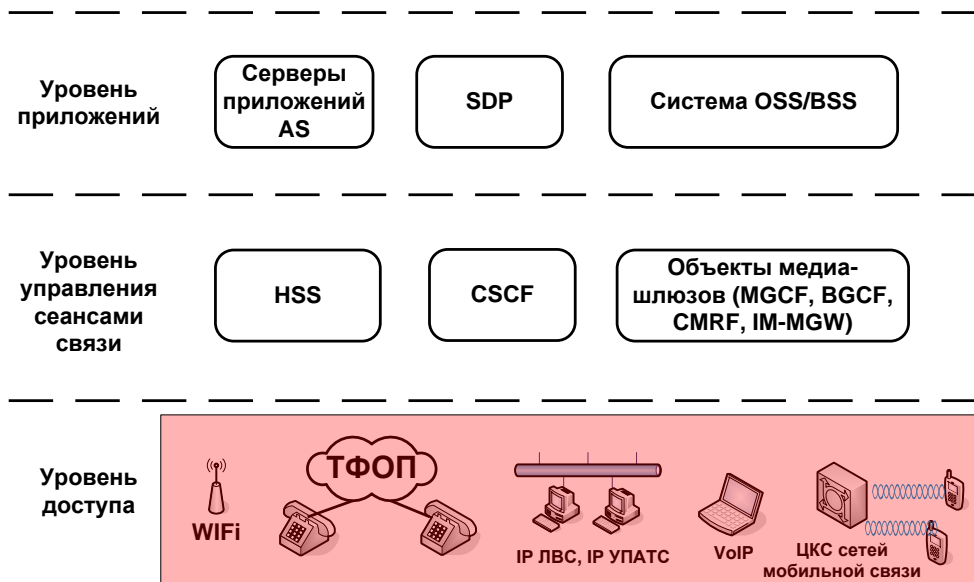 Уровень
приложений
Серверы
приложений
AS
SDP
Система OSS/BSS
Уровень
управления
сеансами
связи
HSS
CSCF
Объекты медиа-
шлюзов (MGCF, BGCF,
CMRF, IM-MGW)
Уровень
доступа
WIFi
ТФОП
IP ЛВС, IP УПАТС
VoIP
ЦКС сетей
мобильной связи